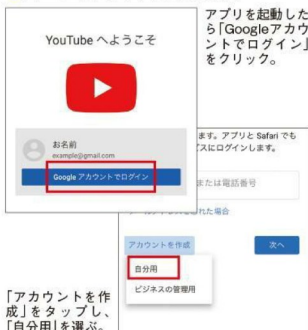 アプリを起動した
ら「Googleアカウ
ントでログイン」
をクリック。
YouTube へようこそ
お名前
example@gmail.com
Google アカウントでログイン
ます。アプリと Safari でも
スにログインします。
または電話番号
れた場合
アカウントを作成
次へ
自分用
ビジネスの管理用
「アカウントを作
成」をタップし、
「自分用」を選ぶ。